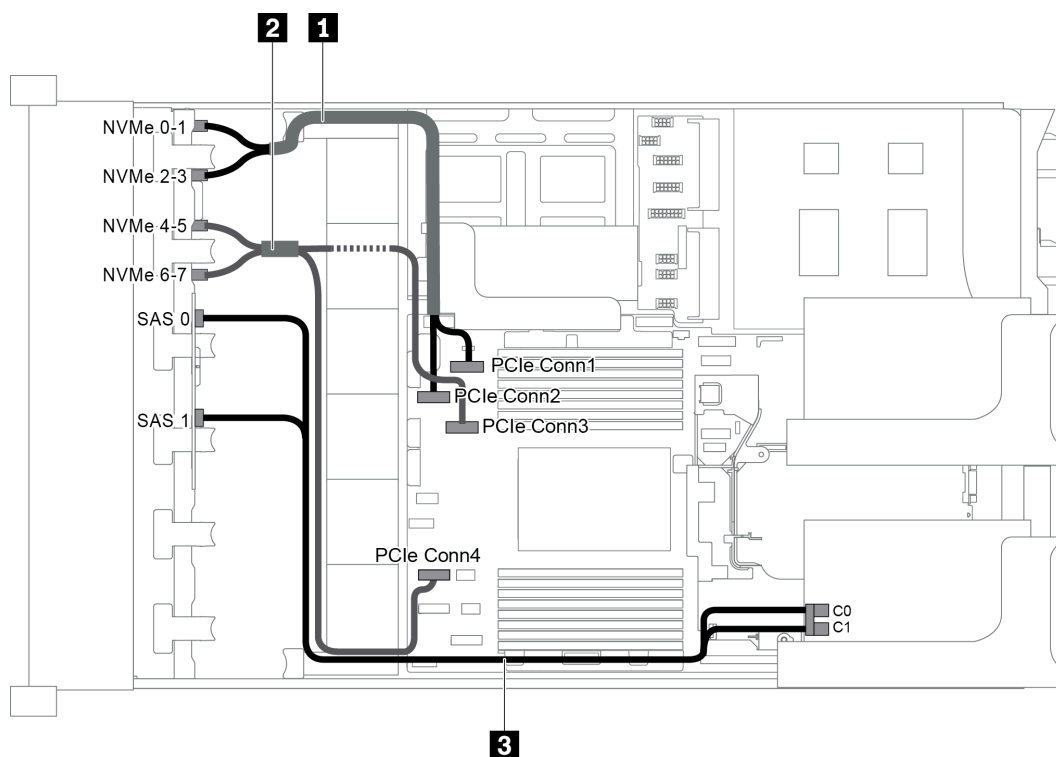 2 1
NVMe 0-1
NVMe 2-3
NVMe 4-5
NVMe 6-7
SAS 0
PCIe Conn1
PCIe Conn2
SAS 1
PCIe Conn3
PCIe Conn4
C0
C1
3